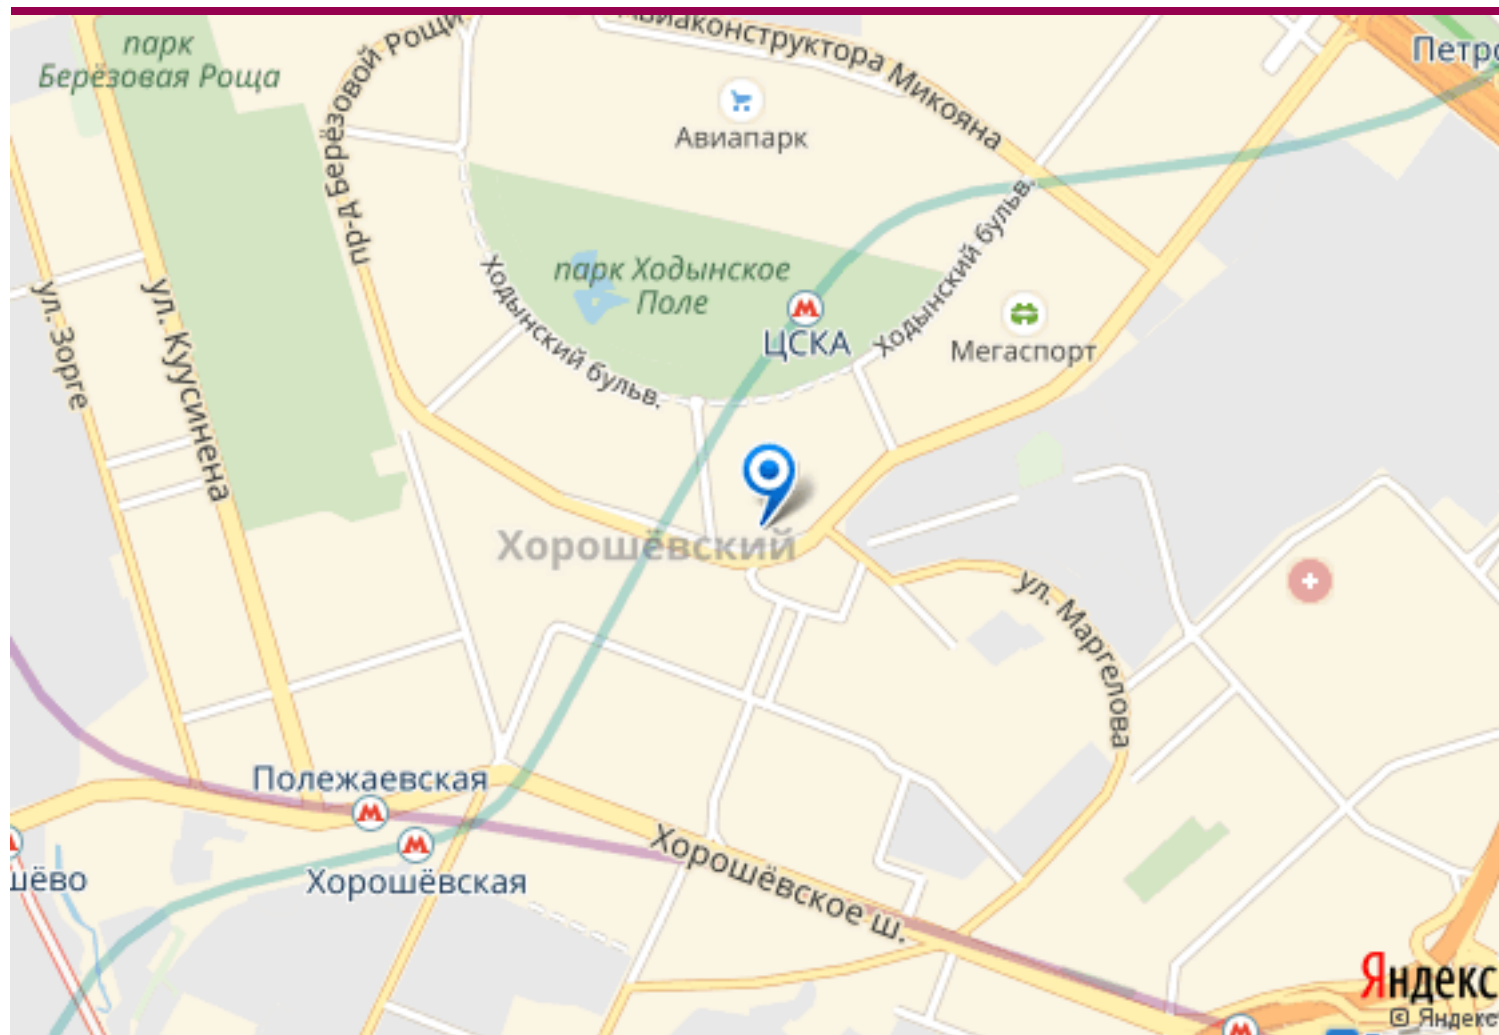 парк
Берёзовая Роща
пр-д Берёзовой Рощи
Авиаконструктора Микояна
Петро
Авиапарк
Ходынский бульв.
парк Ходынское
Поле
ЦСКА
Ходынский бульв.
Мегаспорт
ул. Зорге
ул. Куусинена
Хорошёвский
ул. Маргелова
Полежаевская
Хорошёвская
шёво
Хорошёвское ш.
Яндекс
© Яндекс